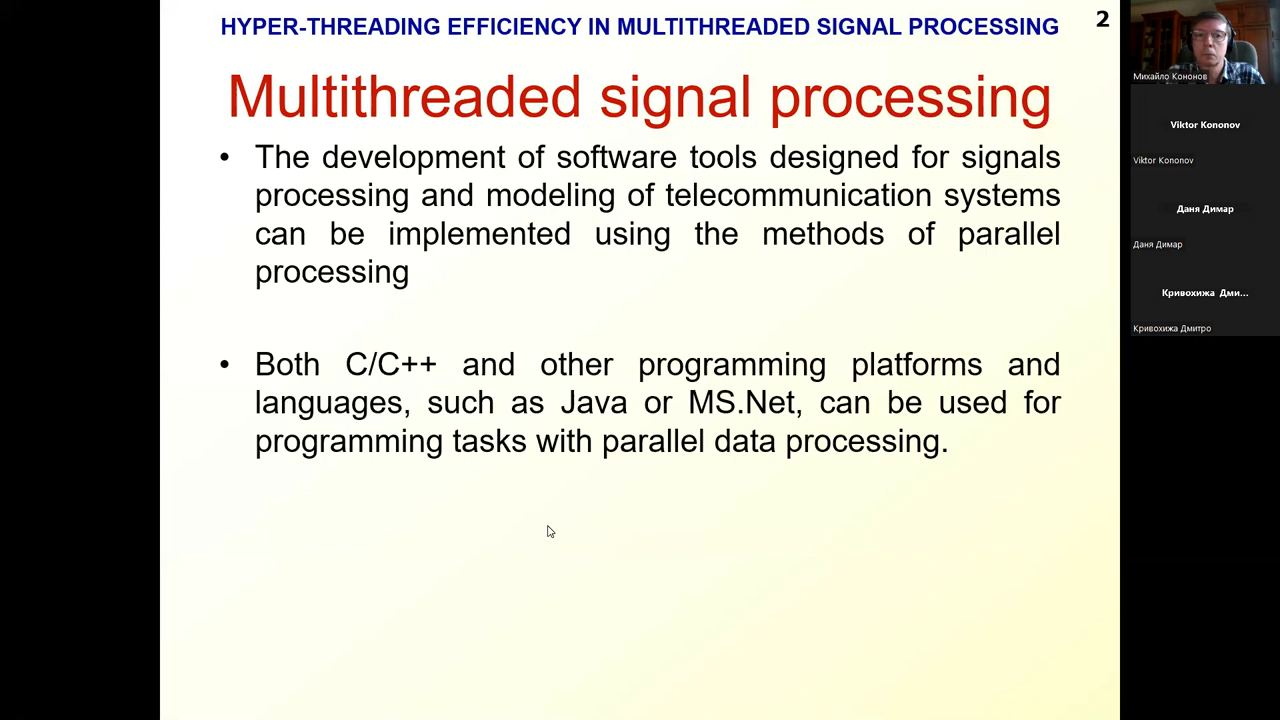 HYPER-THREADING EFFICIENCY IN MULTITHREADED SIGNAL PROCESSING
2
Multithreaded signal processing
• The development of software tools designed for signals
processing and modeling of telecommunication systems
can be implemented using the methods of parallel
processing
• Both C/C++ and other programming platforms and
languages, such as Java or MS.Net, can be used for
programming tasks with parallel data processing.
Михайло Кононов
Viktor Kononov
Viktor Kononov
Даня Димар
Даня Димар
Кривохижа Дми...
Кривохижа Дмитро